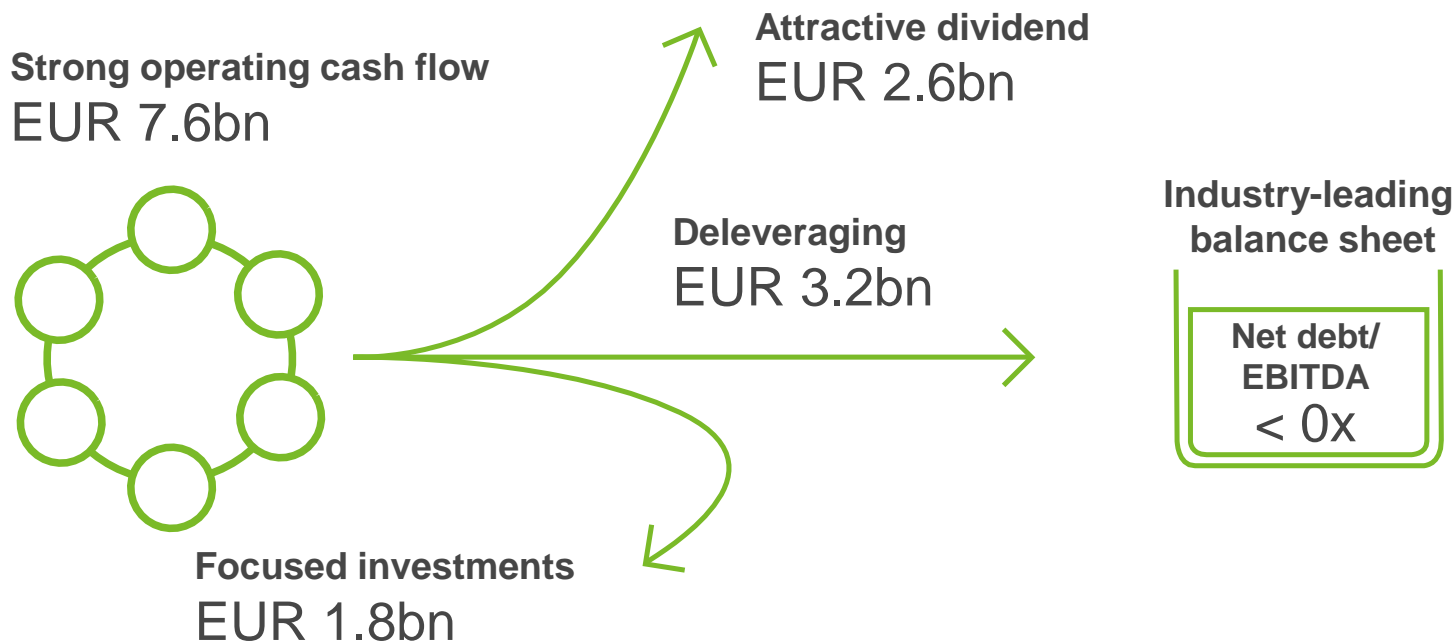 Strong operating cash flow
EUR 7.6bn
Attractive dividend
EUR 2.6bn
Deleveraging
EUR 3.2bn
Industry-leading
balance sheet
Net debt/
EBITDA
< 0x
Focused investments
EUR 1.8bn